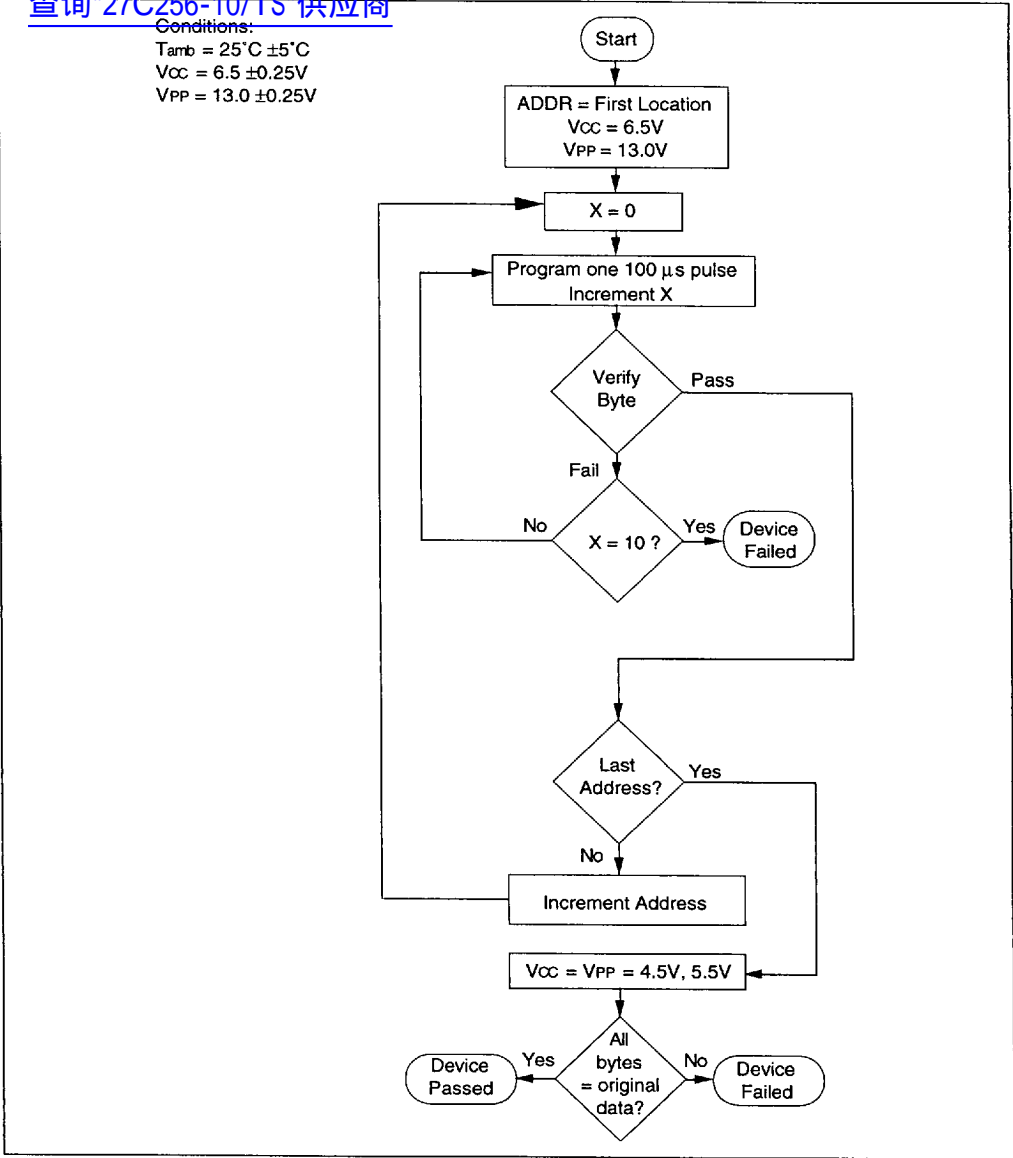 查询"27C256-10/TS"供应商
Conditions:
Tamb = 25˚C ±5˚C
VCC = 6.5 ±0.25V
VPP = 13.0 ±0.25V
Start
ADDR = First Location
VCC = 6.5V
VPP = 13.0V
X = 0
Program one 100 µs pulse
Increment X
Verify
Byte
Pass
Fail
X = 10 ?
No
Yes
Device
Failed
Last
Address?
Yes
No
Increment Address
VCC = VPP = 4.5V, 5.5V
All
bytes
= original
data?
Yes
Device
Passed
No
Device
Failed